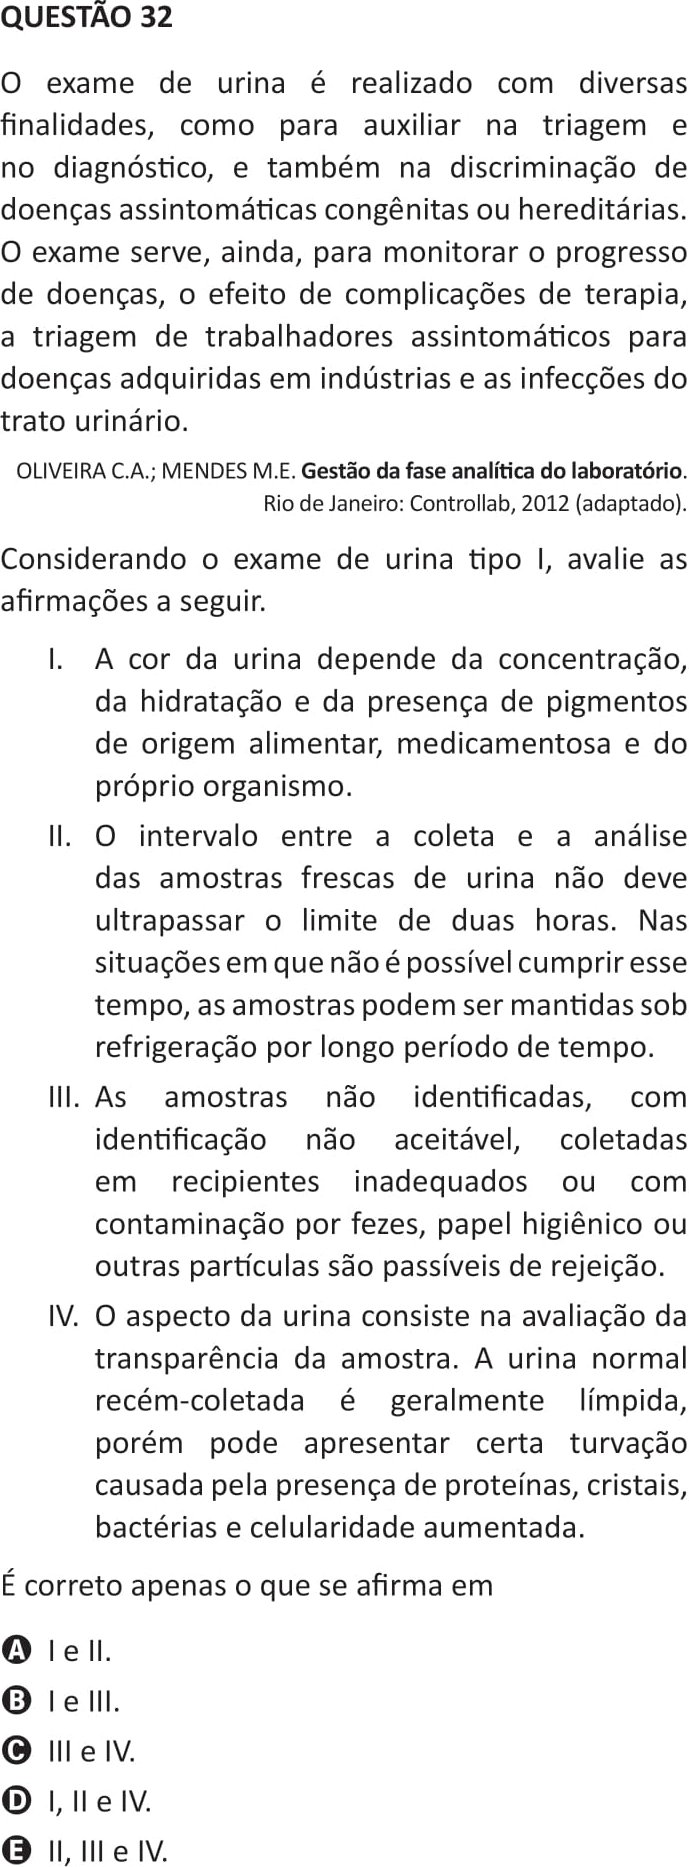 QUESTÃO 32
O exame de urina é realizado com diversas
finalidades, como para auxiliar na triagem e
no diagnóstico, e também na discriminação de
doenças assintomáticas congênitas ou hereditárias.
O exame serve, ainda, para monitorar o progresso
de doenças, o efeito de complicações de terapia,
a triagem de trabalhadores assintomáticos para
doenças adquiridas em indústrias e as infecções do
trato urinário.
OLIVEIRA C.A.; MENDES M.E. Gestão da fase analítica do laboratório.
Rio de Janeiro: Controllab, 2012 (adaptado).
Considerando o exame de urina tipo I, avalie as
afirmações a seguir.
I. A cor da urina depende da concentração,
da hidratação e da presença de pigmentos
de origem alimentar, medicamentosa e do
próprio organismo.
II. O intervalo entre a coleta e a análise
das amostras frescas de urina não deve
ultrapassar o limite de duas horas. Nas
situações em que não é possível cumprir esse
tempo, as amostras podem ser mantidas sob
refrigeração por longo período de tempo.
III. As amostras não identificadas, com
identificação não aceitável, coletadas
em recipientes inadequados ou com
contaminação por fezes, papel higiênico ou
outras partículas são passíveis de rejeição.
IV. O aspecto da urina consiste na avaliação da
transparência da amostra. A urina normal
recém-coletada é geralmente límpida,
porém pode apresentar certa turvação
causada pela presença de proteínas, cristais,
bactérias e celularidade aumentada.
É correto apenas o que se afirma em
A I e II.
B I e III.
C III e IV.
D I, II e IV.
E II, III e IV.